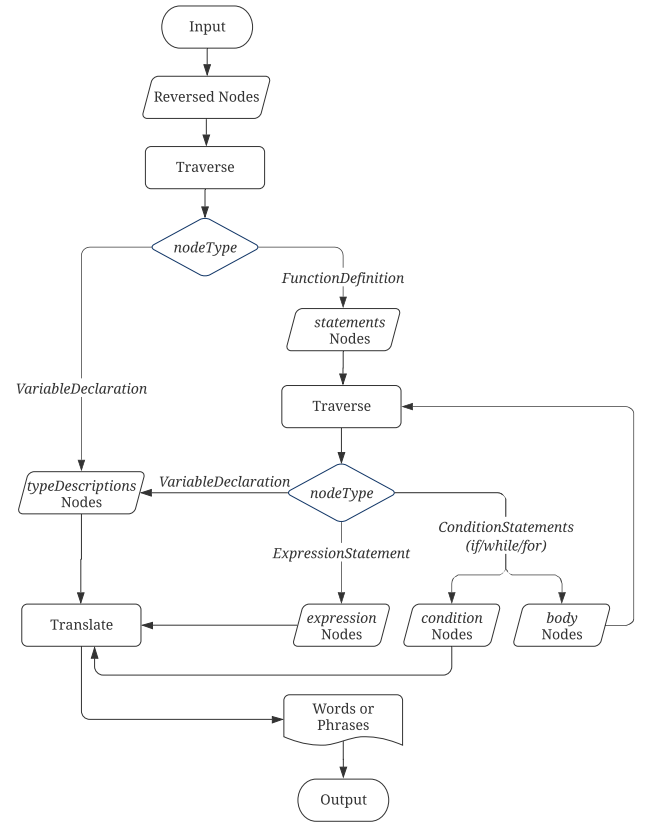 Input
Reversed Nodes
Traverse
nodeType
FunctionDefinition
statements
Nodes
VariableDeclaration
Traverse
typeDescriptions
Nodes
VariableDeclaration
nodeType
ConditionStatements
(if/while/for)
ExpressionStatement
Translate
expression
Nodes
condition
Nodes
body
Nodes
Words or
Phrases
Output